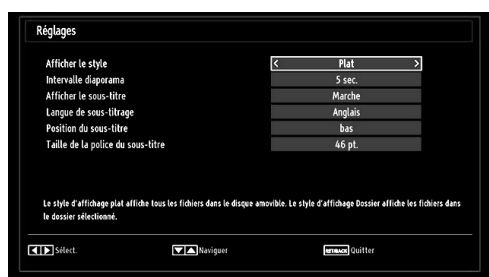 Réglages
Afficher le style < Plat >
Intervalle diaporama 5 sec.
Afficher le sous-titre Marche
Langue de sous-titrage Anglais
Position du sous-titre bas
Taille de la police du sous-titre 46 pt.
Le style d'affichage plat affiche tous les fichiers dans le disque amovible. Le style d'affichage Dossier affiche les fichiers dans
le dossier sélectionné.
Sélect. Naviguer RET/BACK Quitter